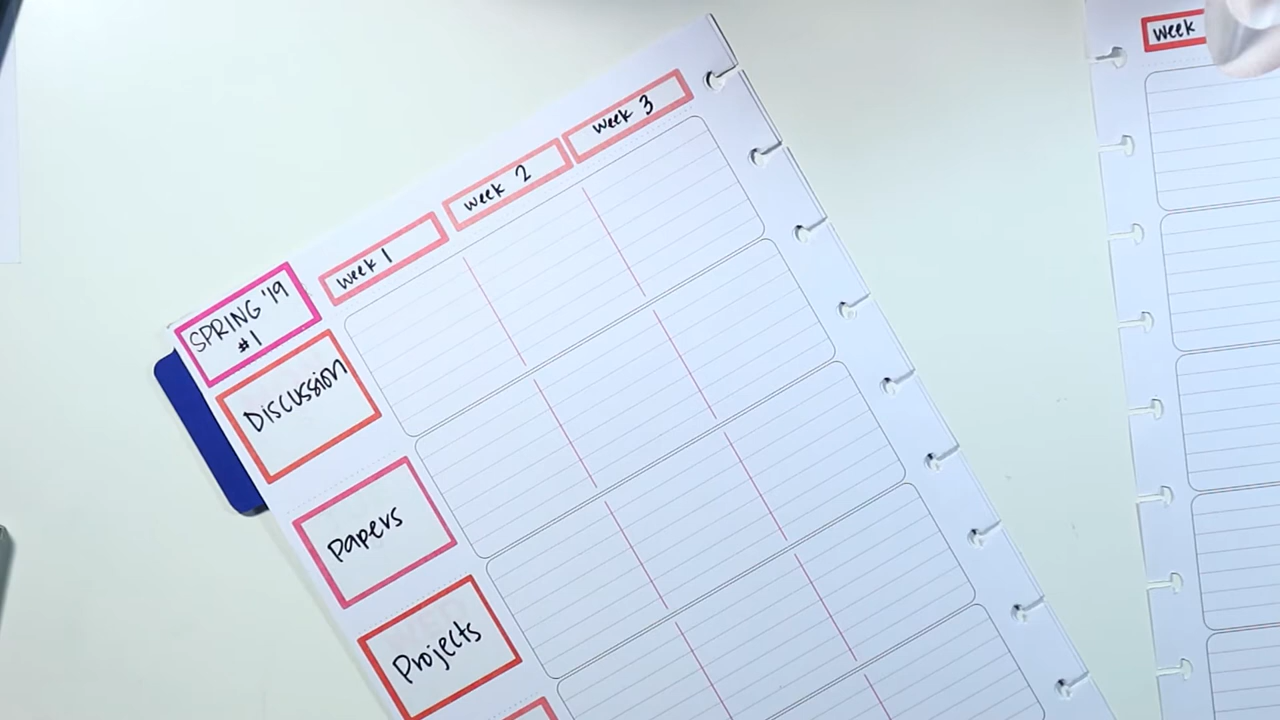 week 1
week 2
week 3
week
SPRING '19
#1
Discussion
papers
Projects